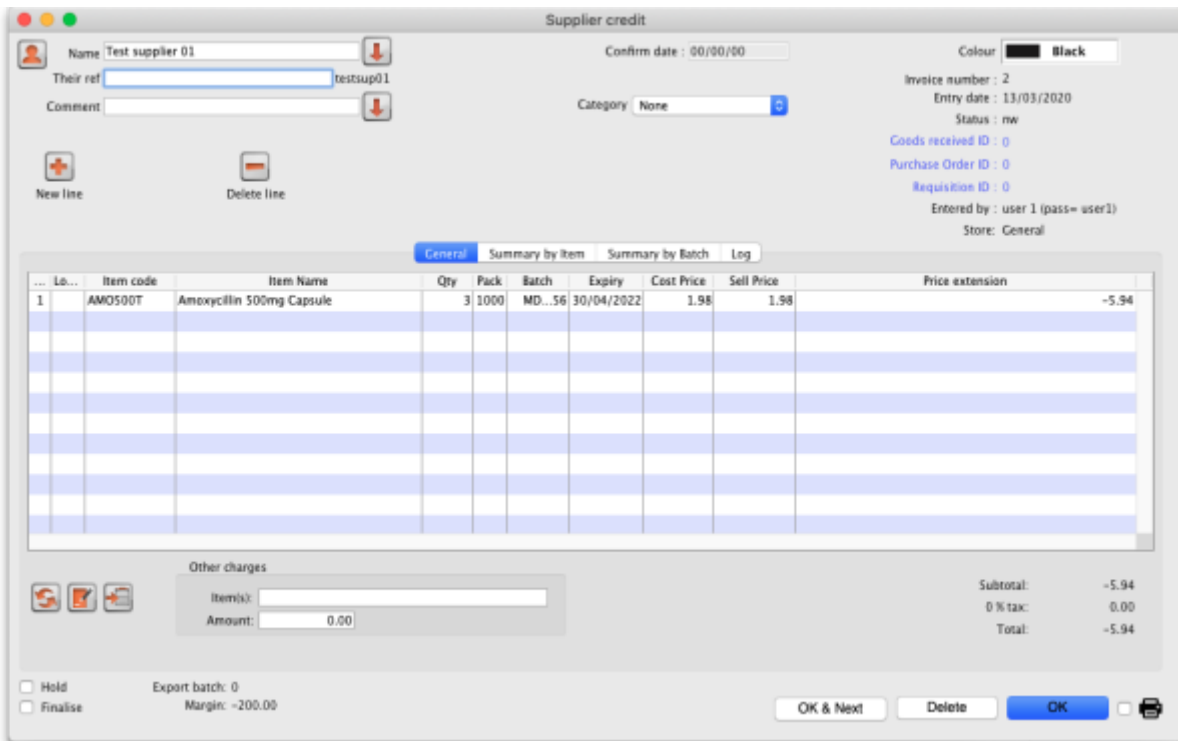 Supplier credit
Name Test supplier 01
Confirm date : 00/00/00
Colour Black
Their ref testsup01
Invoice number : 2
Comment
Category None
Entry date : 13/03/2020
Status : nw
Goods received ID : 0
Purchase Order ID : 0
Requisition ID : 0
New line Delete line
Entered by : user 1 (pass= user1)
Store: General
General Summary by Item Summary by Batch Log
... Lo... Item code Item Name Qty Pack Batch Expiry Cost Price Sell Price Price extension
1 AMO500T Amoxycillin 500mg Capsule 3 1000 MD...56 30/04/2022 1.98 1.98 -5.94
Other charges
Item(s):
Amount: 0.00
Subtotal: -5.94
0 % tax: 0.00
Total: -5.94
Hold Export batch: 0
Finalise Margin: -200.00
OK & Next Delete OK